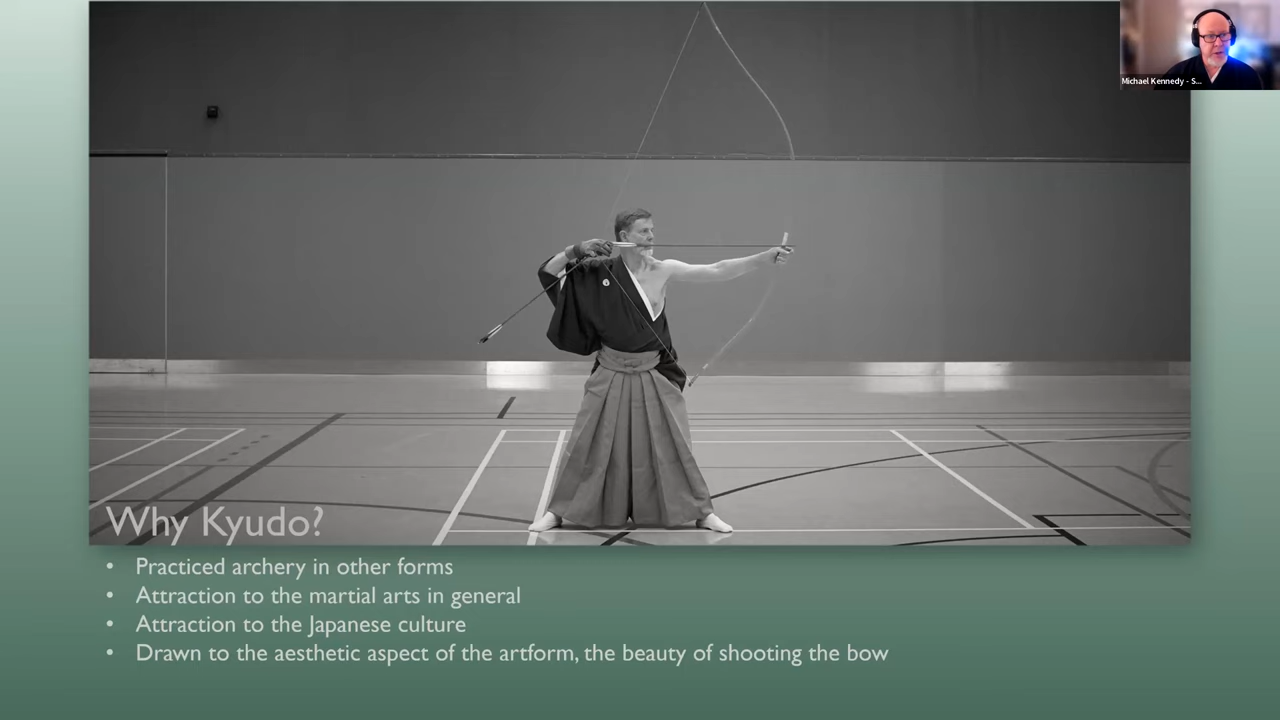 Michael Kennedy - S...
Why Kyudo?
• Practiced archery in other forms
• Attraction to the martial arts in general
• Attraction to the Japanese culture
• Drawn to the aesthetic aspect of the artform, the beauty of shooting the bow